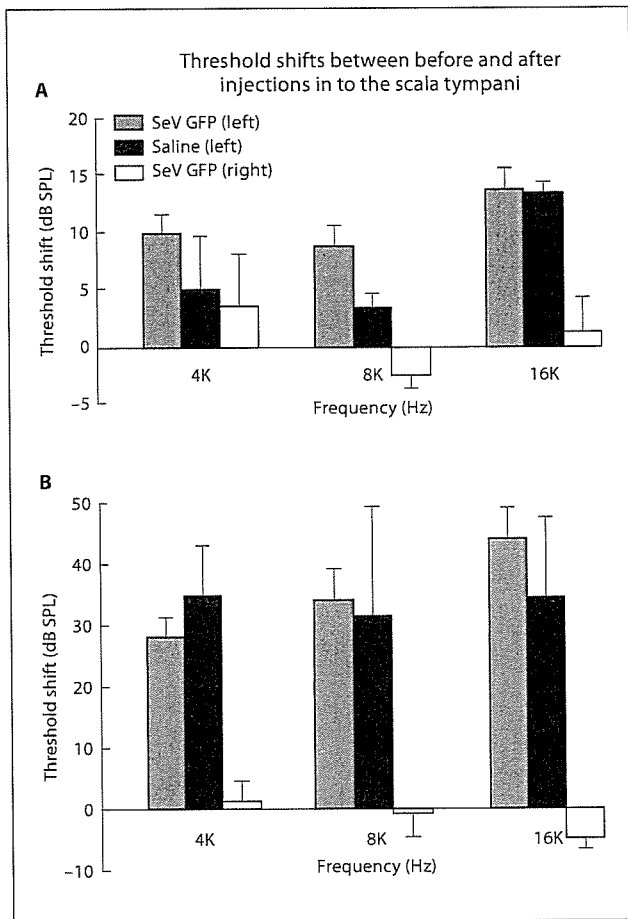 Threshold shifts between before and after
injections in to the scala tympani
A
SeV GFP (left)
Saline (left)
SeV GFP (right)
Threshold shift (dB SPL)
20
15
10
5
0
−5
4K
8K
16K
Frequency (Hz)
B
Threshold shift (dB SPL)
50
40
30
20
10
0
−10
4K
8K
16K
Frequency (Hz)